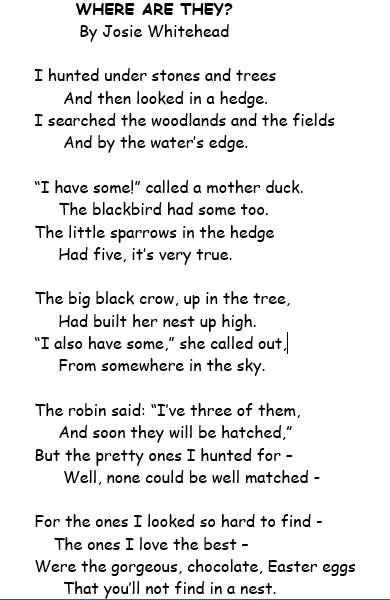 WHERE ARE THEY?
By Josie Whitehead
I hunted under stones and trees
And then looked in a hedge.
I searched the woodlands and the fields
And by the water’s edge.
“I have some!” called a mother duck.
The blackbird had some too.
The little sparrows in the hedge
Had five, it’s very true.
The big black crow, up in the tree,
Had built her nest up high.
“I also have some,” she called out,
From somewhere in the sky.
The robin said: “I’ve three of them,
And soon they will be hatched,”
But the pretty ones I hunted for –
Well, none could be well matched -
For the ones I looked so hard to find -
The ones I love the best –
Were the gorgeous, chocolate, Easter eggs
That you’ll not find in a nest.